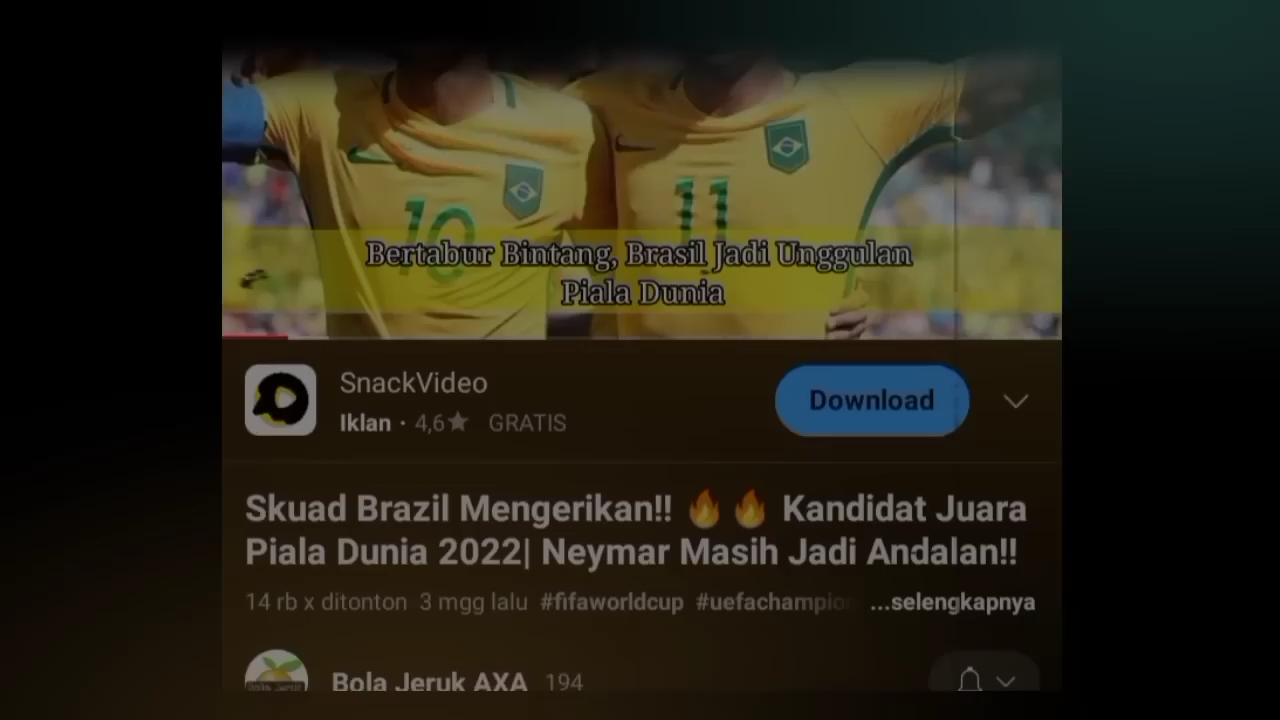 10
11
Bertabur Bintang, Brasil Jadi Unggulan
Piala Dunia
SnackVideo
Iklan · 4,6★ GRATIS
Download
Skuad Brazil Mengerikan!! 🔥🔥 Kandidat Juara
Piala Dunia 2022| Neymar Masih Jadi Andalan!!
14 rb x ditonton 3 mgg lalu #fifaworldcup #uefachampio ...selengkapnya
Bola Jeruk AXA 194